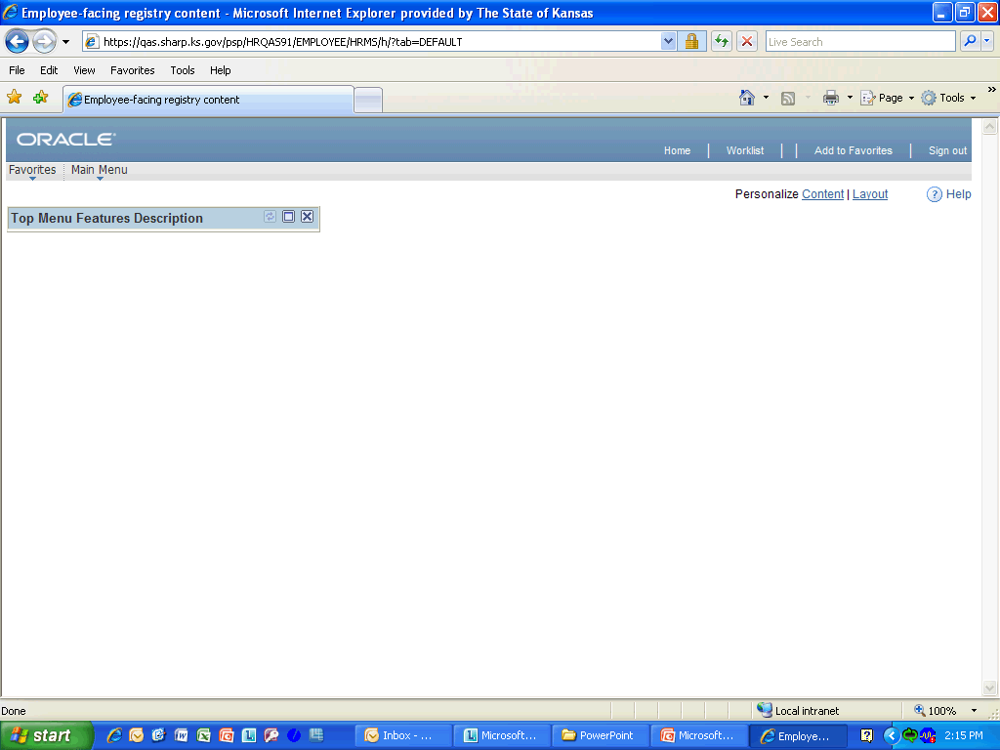 Employee-facing registry content - Microsoft Internet Explorer provided by The State of Kansas
https://qas.sharp.ks.gov/psp/HRQAS91/EMPLOYEE/HRMS/h/?tab=DEFAULT
Live Search
File Edit View Favorites Tools Help
Employee-facing registry content
Page Tools »
ORACLE
Home | Worklist | | Add to Favorites | Sign out
Favorites Main Menu
Personalize Content | Layout ? Help
Top Menu Features Description
Done Local intranet 100%
start Inbox - ... Microsoft... PowerPoint Microsoft... Employe... ? 2:15 PM